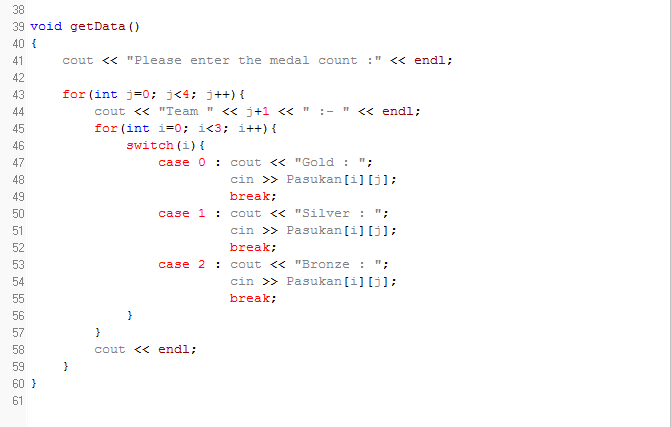 38
39 void getData()
40 {
41     cout << "Please enter the medal count :" << endl;
42
43     for(int j=0; j<4; j++){
44         cout << "Team " << j+1 << " :- " << endl;
45         for(int i=0; i<3; i++){
46             switch(i){
47                 case 0 : cout << "Gold : ";
48                          cin >> Pasukan[i][j];
49                          break;
50                 case 1 : cout << "Silver : ";
51                          cin >> Pasukan[i][j];
52                          break;
53                 case 2 : cout << "Bronze : ";
54                          cin >> Pasukan[i][j];
55                          break;
56             }
57         }
58         cout << endl;
59     }
60 }
61